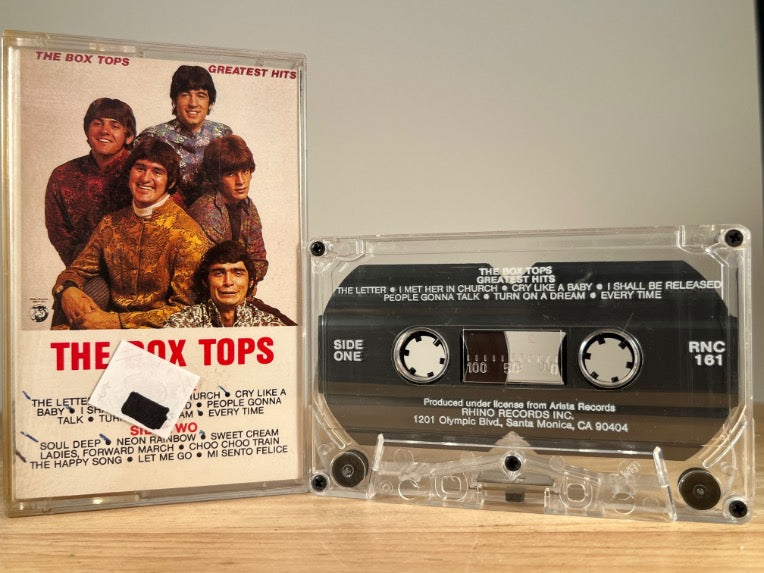 THE BOX TOPS
GREATEST HITS
THE BOX TOPS
THE LETTER CHURCH • CRY LIKE A
BABY • I SHA • PEOPLE GONNA
TALK • TUR AM • EVERY TIME
SIDE TWO
SOUL DEEP • NEON RAINBOW • SWEET CREAM
LADIES, FORWARD MARCH • CHOO CHOO TRAIN
THE HAPPY SONG • LET ME GO • MI SENTO FELICE
THE BOX TOPS
GREATEST HITS
THE LETTER • I MET HER IN CHURCH • CRY LIKE A BABY • I SHALL BE RELEASED
PEOPLE GONNA TALK • TURN ON A DREAM • EVERY TIME
SIDE
ONE
100 50 0
RNC
161
Produced under license from Arista Records
RHINO RECORDS INC.
1201 Olympic Blvd., Santa Monica, CA 90404